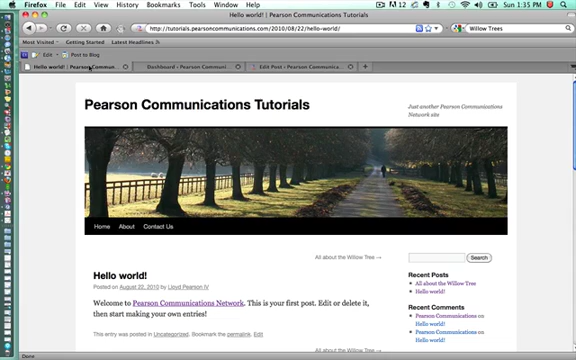 Firefox File Edit View History Bookmarks Tools Window Help
12
Sun 1:35 PM
Hello world! | Pearson Communications Tutorials
http://tutorials.pearsoncommunications.com/2010/08/22/hello-world/
Willow Trees
Most Visited Getting Started Latest Headlines
Edit Post to Blog
Hello world! | Pearson Commun... Dashboard ‹ Pearson Communi... Edit Post ‹ Pearson Communica...
Pearson Communications Tutorials
Just another Pearson Communications
Network site
Home About Contact Us
All about the Willow Tree →
Search
Hello world!
Posted on August 22, 2010 by Lloyd Pearson IV
Welcome to Pearson Communications Network. This is your first post. Edit or delete it,
then start making your own entries!
This entry was posted in Uncategorized. Bookmark the permalink. Edit
All about the Willow Tree →
Recent Posts
All about the Willow Tree
Hello world!
Recent Comments
Pearson Communications on
Hello world!
Pearson Communications on
Hello world!
Done